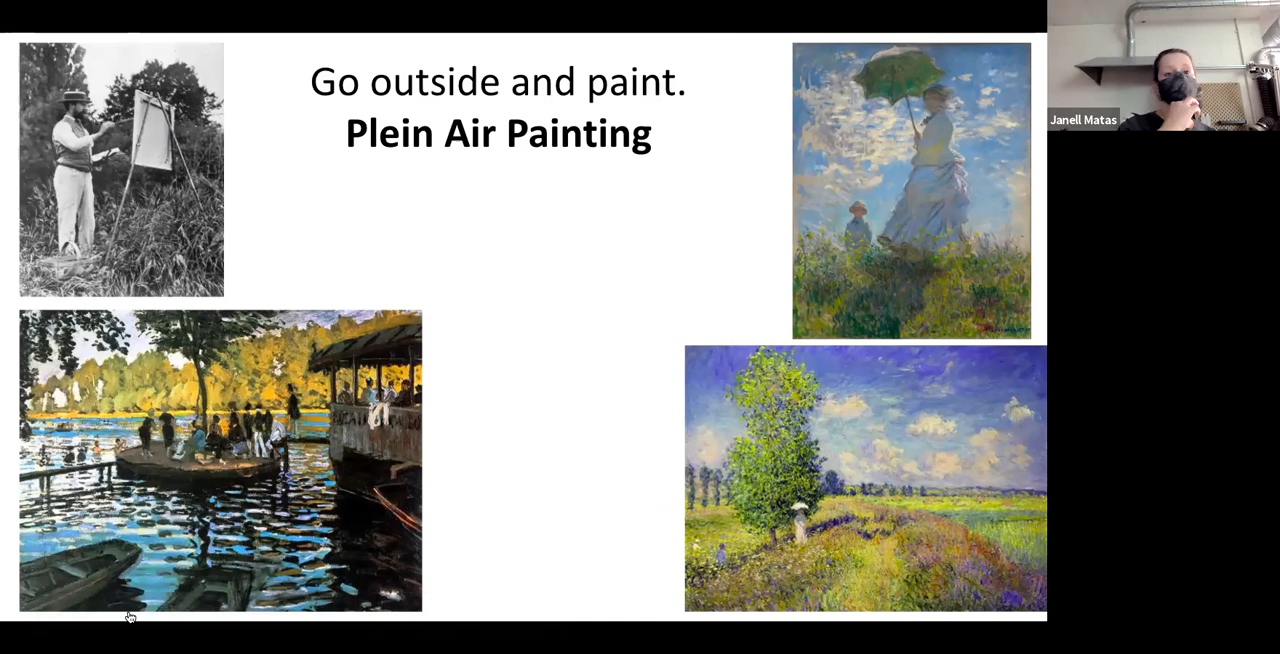 Go outside and paint.
Plein Air Painting
Janell Matas